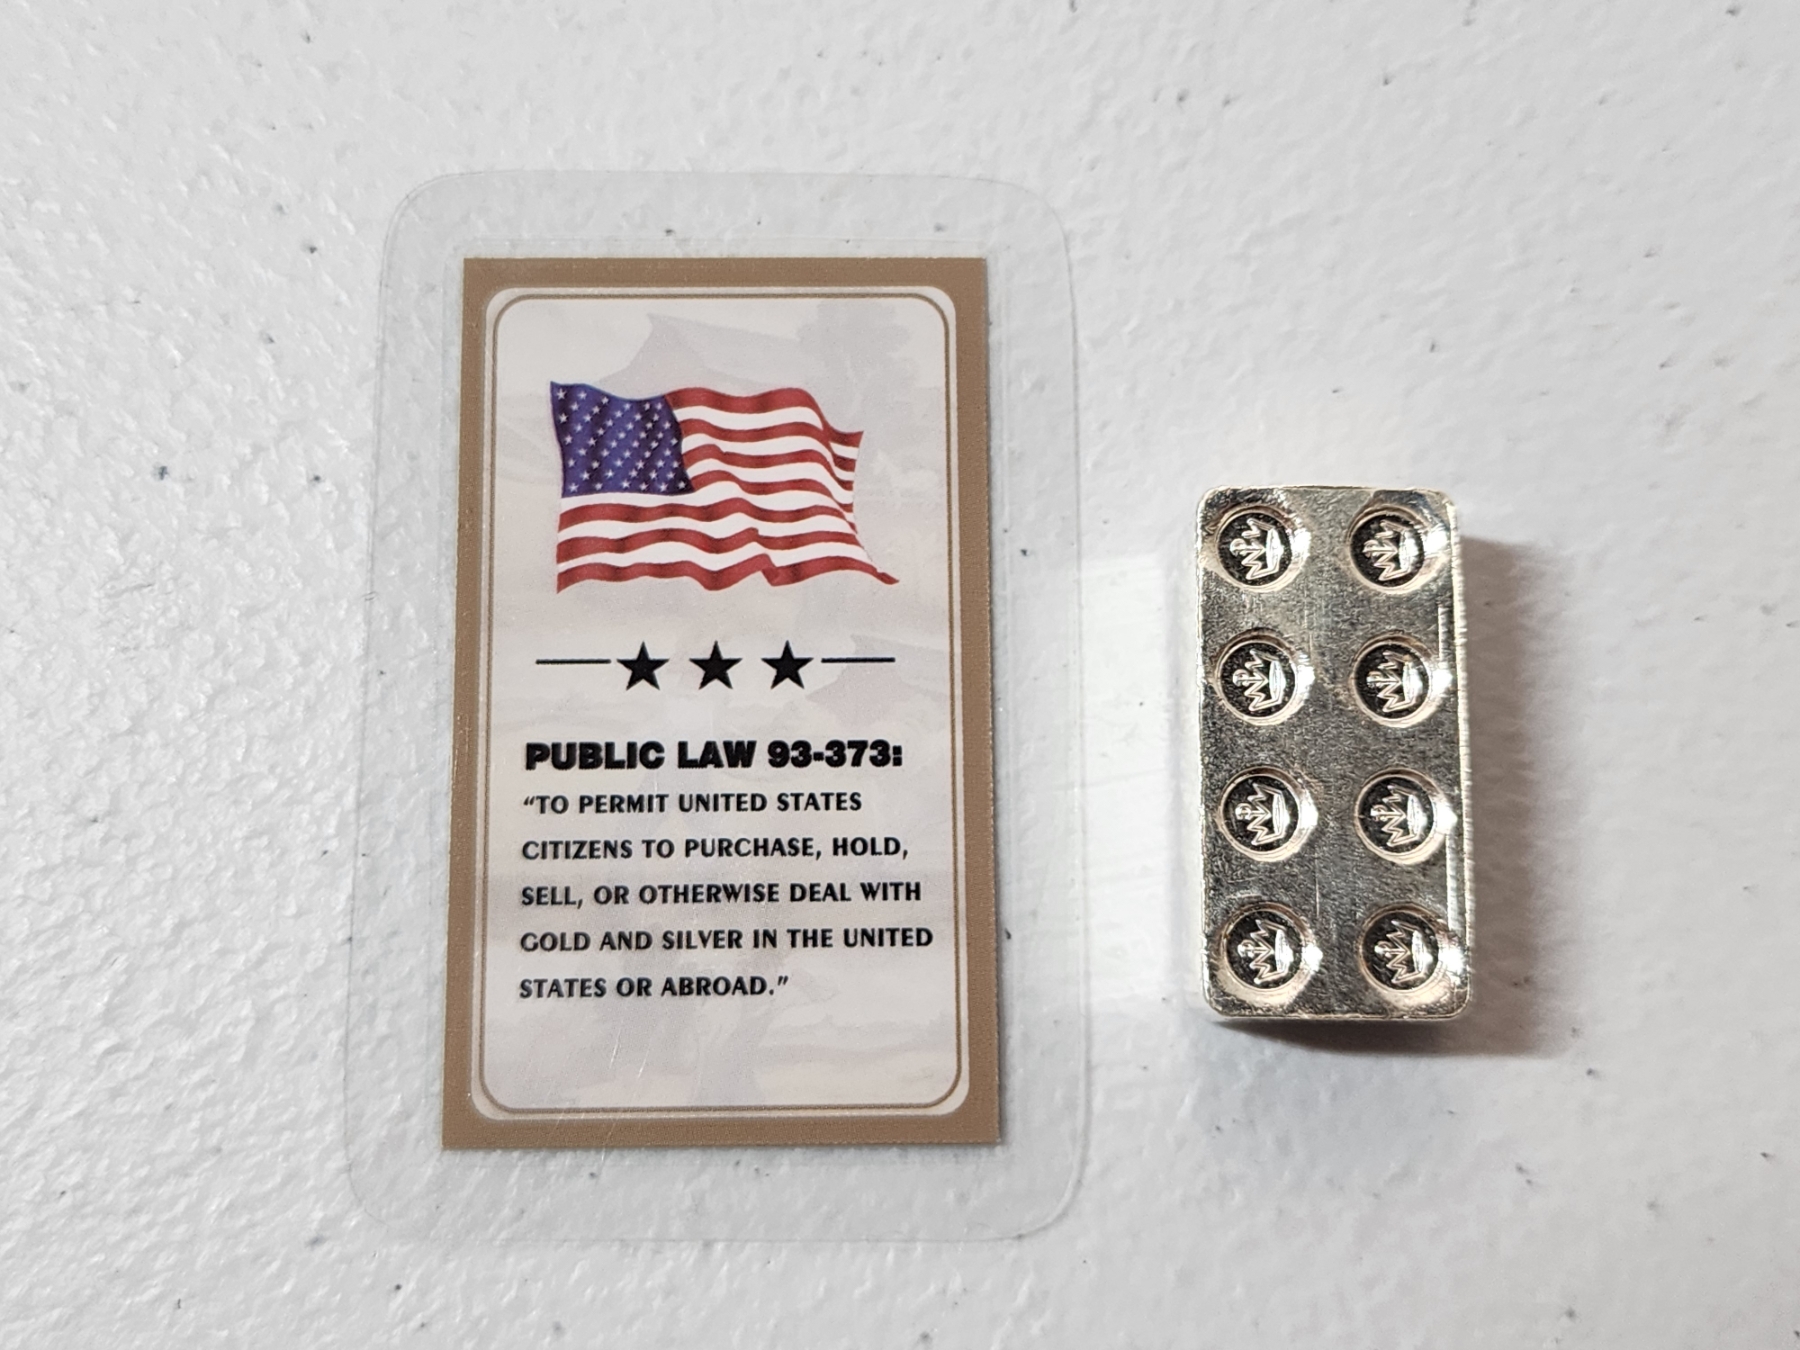 PUBLIC LAW 93-373:
“TO PERMIT UNITED STATES
CITIZENS TO PURCHASE, HOLD,
SELL, OR OTHERWISE DEAL WITH
GOLD AND SILVER IN THE UNITED
STATES OR ABROAD.”